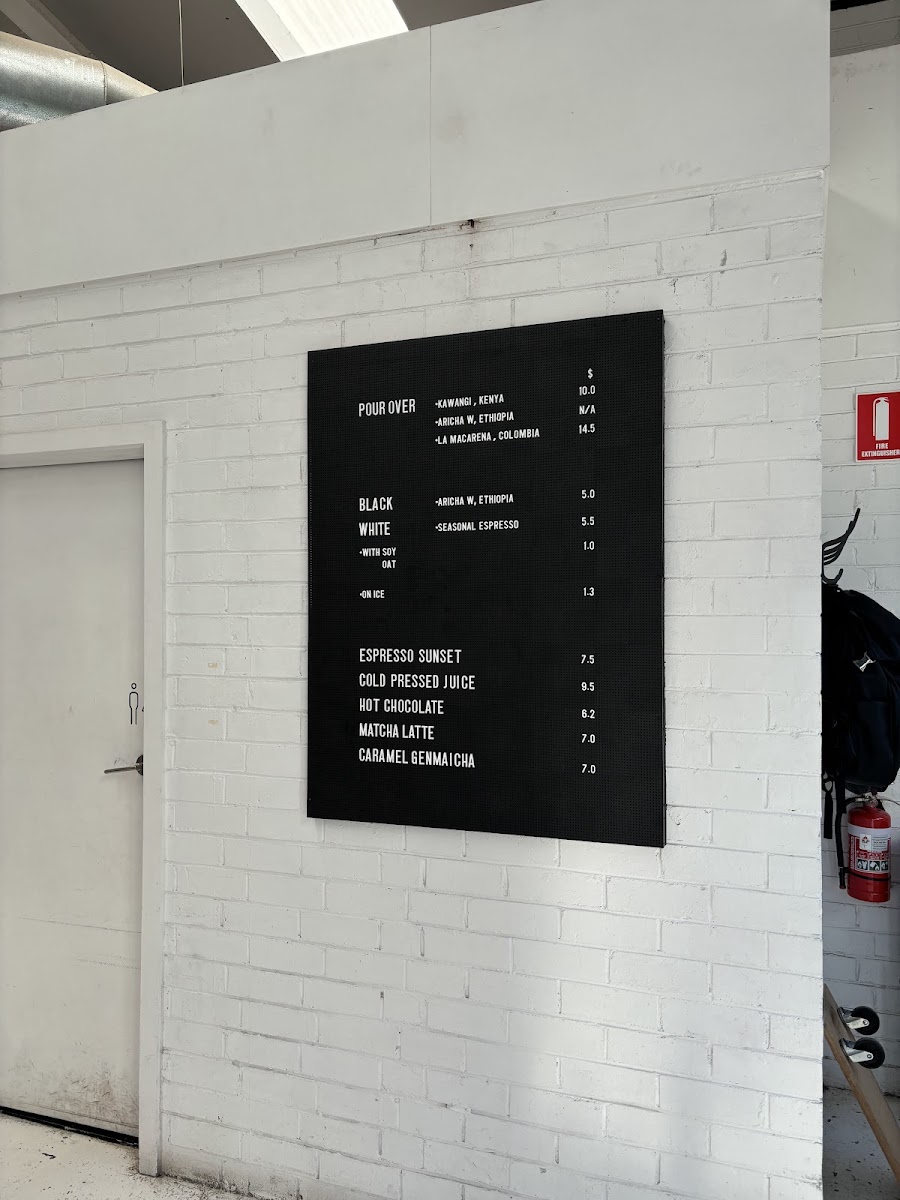 $
POUR OVER ·KAWANGI, KENYA 10.0
·ARICHA W, ETHIOPIA N/A
·LA MACARENA, COLOMBIA 14.5
BLACK ·ARICHA W, ETHIOPIA 5.0
WHITE ·SEASONAL ESPRESSO 5.5
·WITH SOY 1.0
OAT
·ON ICE 1.3
ESPRESSO SUNSET 7.5
COLD PRESSED JUICE 9.5
HOT CHOCOLATE 6.2
MATCHA LATTE 7.0
CARAMEL GENMAICHA 7.0
FIRE
EXTINGUISHER